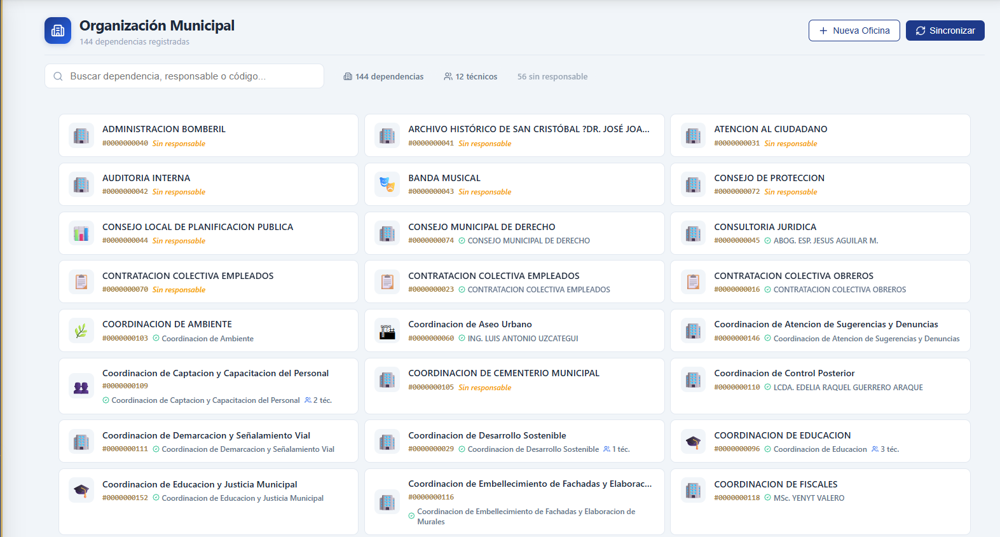 Organización Municipal
144 dependencias registradas
Nueva Oficina
Sincronizar
Buscar dependencia, responsable o código...
144 dependencias
12 técnicos
56 sin responsable
ADMINISTRACION BOMBERIL
#0000000040 Sin responsable
ARCHIVO HISTÓRICO DE SAN CRISTÓBAL ?DR. JOSÉ JOA...
#0000000041 Sin responsable
ATENCION AL CIUDADANO
#0000000031 Sin responsable
AUDITORIA INTERNA
#0000000042 Sin responsable
BANDA MUSICAL
#0000000043 Sin responsable
CONSEJO DE PROTECCION
#0000000072 Sin responsable
CONSEJO LOCAL DE PLANIFICACION PUBLICA
#0000000044 Sin responsable
CONSEJO MUNICIPAL DE DERECHO
#0000000074 CONSEJO MUNICIPAL DE DERECHO
CONSULTORIA JURIDICA
#0000000045 ABOG. ESP. JESUS AGUILAR M.
CONTRATACION COLECTIVA EMPLEADOS
#0000000070 Sin responsable
CONTRATACION COLECTIVA EMPLEADOS
#0000000023 CONTRATACION COLECTIVA EMPLEADOS
CONTRATACION COLECTIVA OBREROS
#0000000016 CONTRATACION COLECTIVA OBREROS
COORDINACION DE AMBIENTE
#0000000103 Coordinacion de Ambiente
Coordinacion de Aseo Urbano
#0000000060 ING. LUIS ANTONIO UZCATEGUI
Coordinacion de Atencion de Sugerencias y Denuncias
#0000000146 Coordinacion de Atencion de Sugerencias y Denuncias
Coordinacion de Captacion y Capacitacion del Personal
#0000000109
Coordinacion de Captacion y Capacitacion del Personal 2 téc.
COORDINACION DE CEMENTERIO MUNICIPAL
#0000000105 Sin responsable
Coordinacion de Control Posterior
#0000000110 LCDA. EDELIA RAQUEL GUERRERO ARAQUE
Coordinacion de Demarcacion y Señalamiento Vial
#0000000111 Coordinacion de Demarcacion y Señalamiento Vial
Coordinacion de Desarrollo Sostenible
#0000000029 Coordinacion de Desarrollo Sostenible 1 téc.
COORDINACION DE EDUCACION
#0000000096 Coordinacion de Educacion 3 téc.
Coordinacion de Educacion y Justicia Municipal
#0000000152 Coordinacion de Educacion y Justicia Municipal
Coordinacion de Embellecimiento de Fachadas y Elaborac...
#0000000116
Coordinacion de Embellecimiento de Fachadas y Elaboracion de
Murales
COORDINACION DE FISCALES
#0000000118 MSc. YENYT VALERO